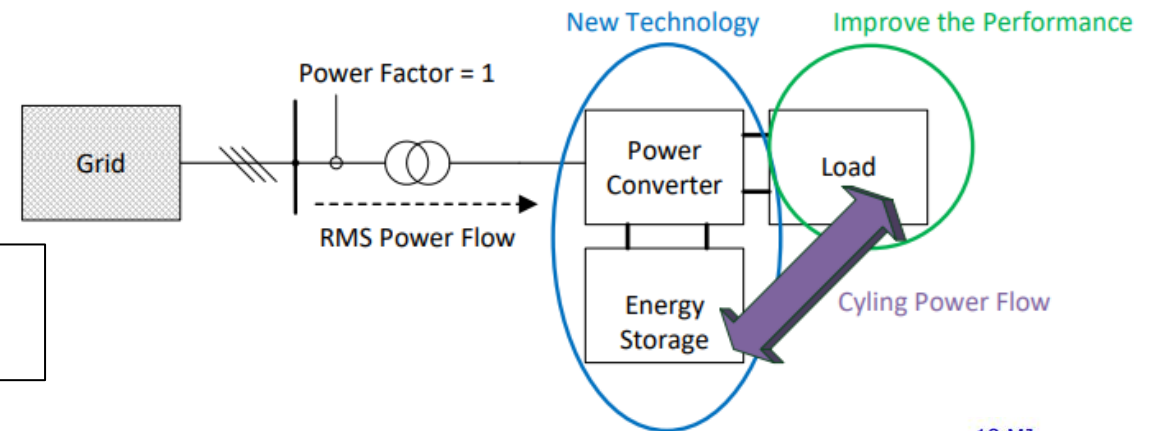 New Technology
Improve the Performance
Power Factor = 1
Grid
Power
Converter
Load
RMS Power Flow
Energy
Storage
Cyling Power Flow